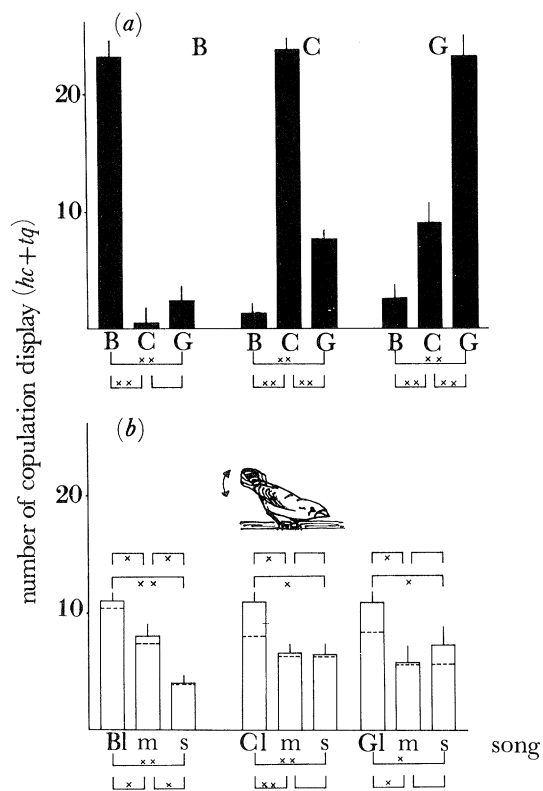 (a)
B C G
20
10
B C G B C G B C G
×× ×× ××
×× ×× ×× ×× ××
number of copulation display (hc+tq)
(b)
20
× × × ×
×× × ×
10
Bl m s Cl m s Gl m s song
×× ×× ×
× × ×× ×